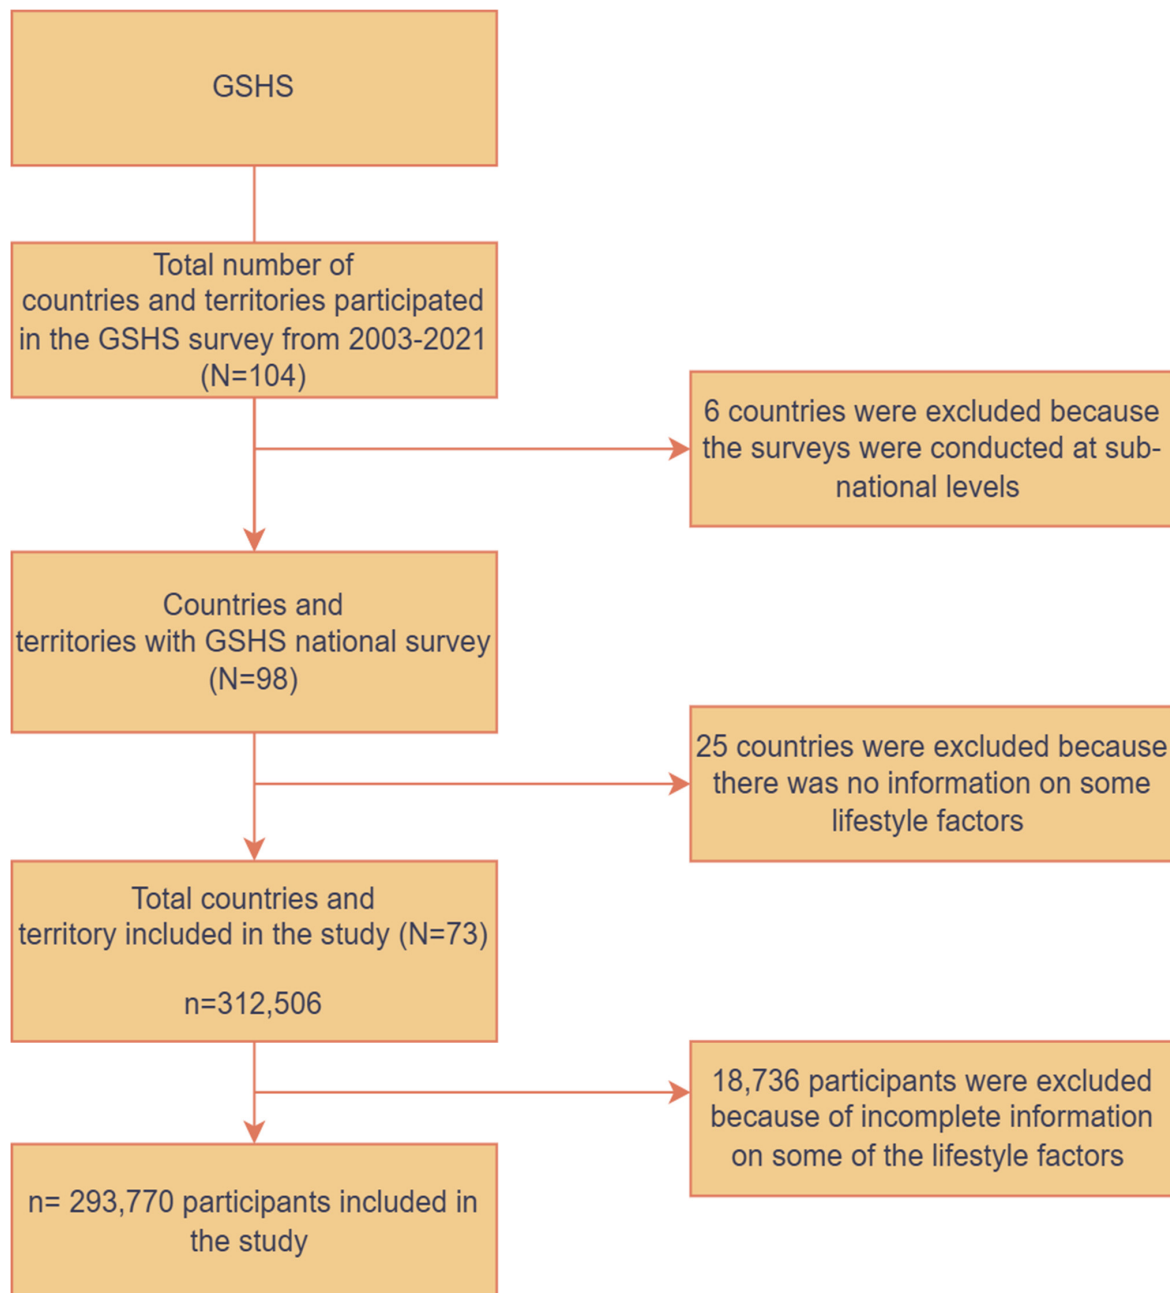 GSHS
Total number of
countries and territories participated
in the GSHS survey from 2003-2021
(N=104)
6 countries were excluded because
the surveys were conducted at sub-
national levels
Countries and
territories with GSHS national survey
(N=98)
25 countries were excluded because
there was no information on some
lifestyle factors
Total countries and
territory included in the study (N=73)
n=312,506
18,736 participants were excluded
because of incomplete information
on some of the lifestyle factors
n= 293,770 participants included in
the study